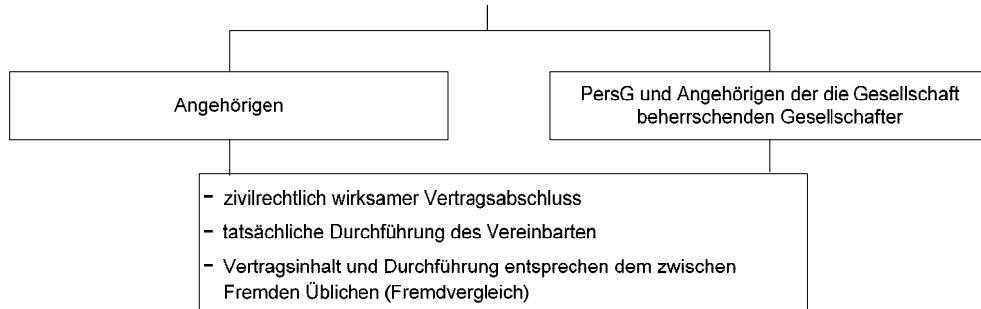 Angehörigen
PersG und Angehörigen der die Gesellschaft
beherrschenden Gesellschafter
- zivilrechtlich wirksamer Vertragsabschluss
- tatsächliche Durchführung des Vereinbarten
- Vertragsinhalt und Durchführung entsprechen dem zwischen
Fremden Üblichen (Fremdvergleich)